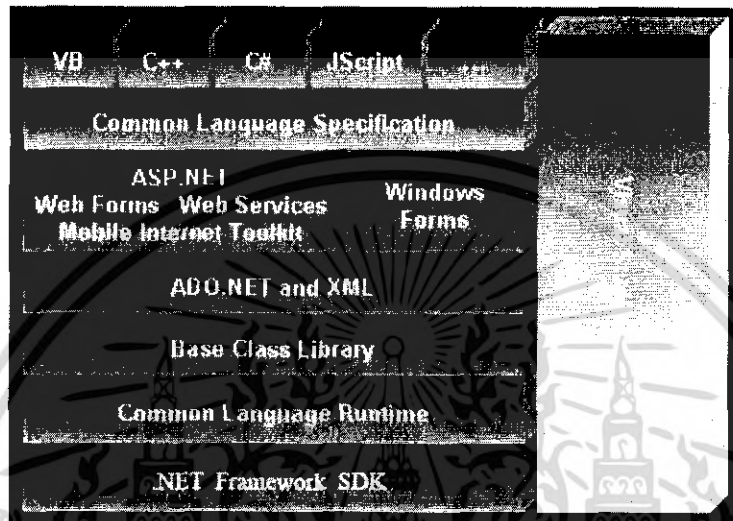 VB C++ C# JScript ...
Common Language Specification
ASP.NET
Web Forms Web Services
Mobile Internet Toolkit
Windows
Forms
ADO.NET and XML
Base Class Library
Common Language Runtime
.NET Framework SDK